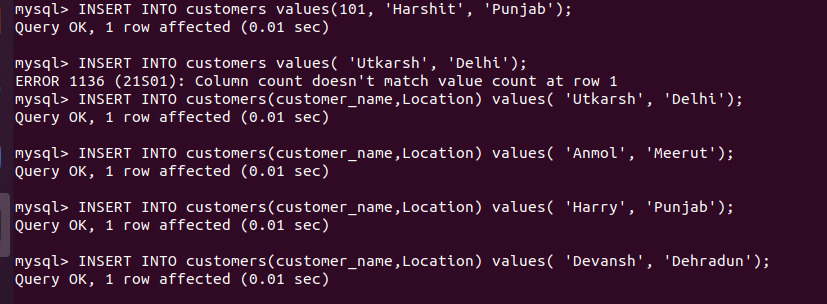 mysql> INSERT INTO customers values(101, 'Harshit', 'Punjab');
Query OK, 1 row affected (0.01 sec)
mysql> INSERT INTO customers values( 'Utkarsh', 'Delhi');
ERROR 1136 (21S01): Column count doesn't match value count at row 1
mysql> INSERT INTO customers(customer_name,Location) values( 'Utkarsh', 'Delhi');
Query OK, 1 row affected (0.01 sec)
mysql> INSERT INTO customers(customer_name,Location) values( 'Anmol', 'Meerut');
Query OK, 1 row affected (0.01 sec)
mysql> INSERT INTO customers(customer_name,Location) values( 'Harry', 'Punjab');
Query OK, 1 row affected (0.01 sec)
mysql> INSERT INTO customers(customer_name,Location) values( 'Devansh', 'Dehradun');
Query OK, 1 row affected (0.01 sec)